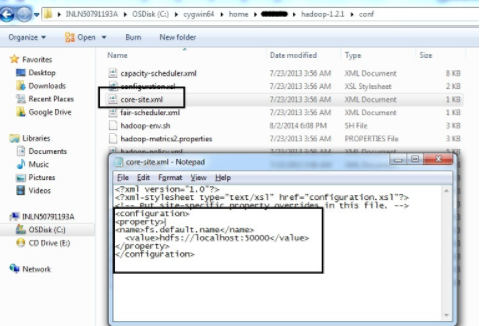 INLN50791193A ▸ OSDisk (C:) ▸ cygwin64 ▸ home ▸ ▸ hadoop-1.2.1 ▸ conf
Organize Open Burn New folder
Name Date modified Type Size
Favorites
Desktop
Downloads
Recent Places
Google Drive
Libraries
Documents
Music
Pictures
Videos
INLN50791193A
OSDisk (C:)
CD Drive (E:)
Network
capacity-scheduler.xml 7/23/2013 3:56 AM XML Document 8 KB
configuration.xsl 7/23/2013 3:56 AM XSL Stylesheet 2 KB
core-site.xml 7/23/2013 3:56 AM XML Document 1 KB
fair-scheduler.xml 7/23/2013 3:56 AM XML Document 1 KB
hadoop-env.sh 8/2/2014 6:08 PM SH File 3 KB
hadoop-metrics2.properties 7/23/2013 3:56 AM PROPERTIES File 3 KB
core-site.xml - Notepad
File Edit Format View Help
<?xml version="1.0"?>
<?xml-stylesheet type="text/xsl" href="configuration.xsl"?>
<!-- Put site-specific property overrides in this file. -->
<configuration>
<property>
<name>fs.default.name</name>
<value>hdfs://localhost:50000</value>
</property>
</configuration>